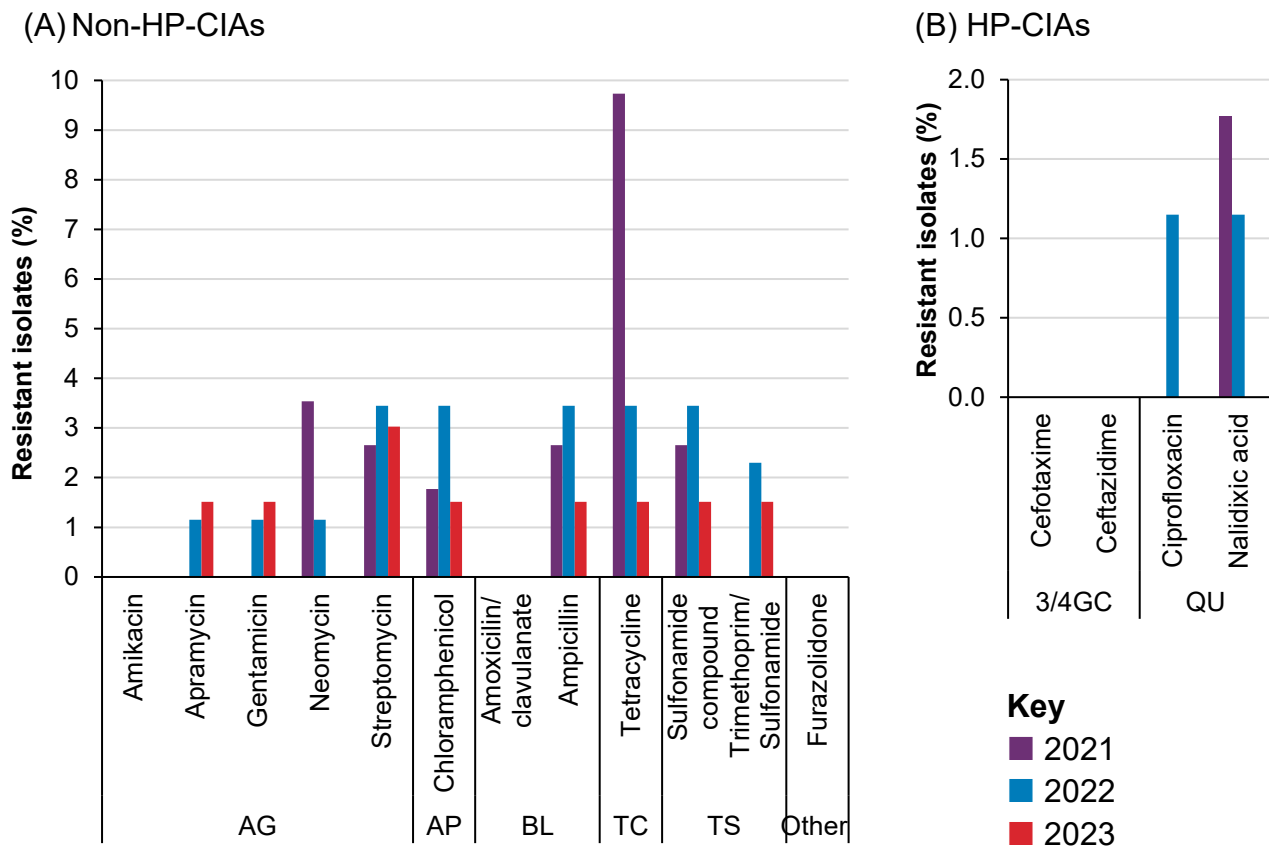 (A) Non-HP-CIAs
Resistant isolates (%)
10
9
8
7
6
5
4
3
2
1
0
Amikacin
Apramycin
Gentamicin
Neomycin
Streptomycin
Chloramphenicol
Amoxicilin/
clavulanate
Ampicillin
Tetracycline
Sulfonamide
compound
Trimethoprim/
Sulfonamide
Furazolidone
AG
AP
BL
TC
TS
Other
(B) HP-CIAs
Resistant isolates (%)
2.0
1.5
1.0
0.5
0.0
Cefotaxime
Ceftazidime
Ciprofloxacin
Nalidixic acid
3/4GC
QU
Key
2021
2022
2023